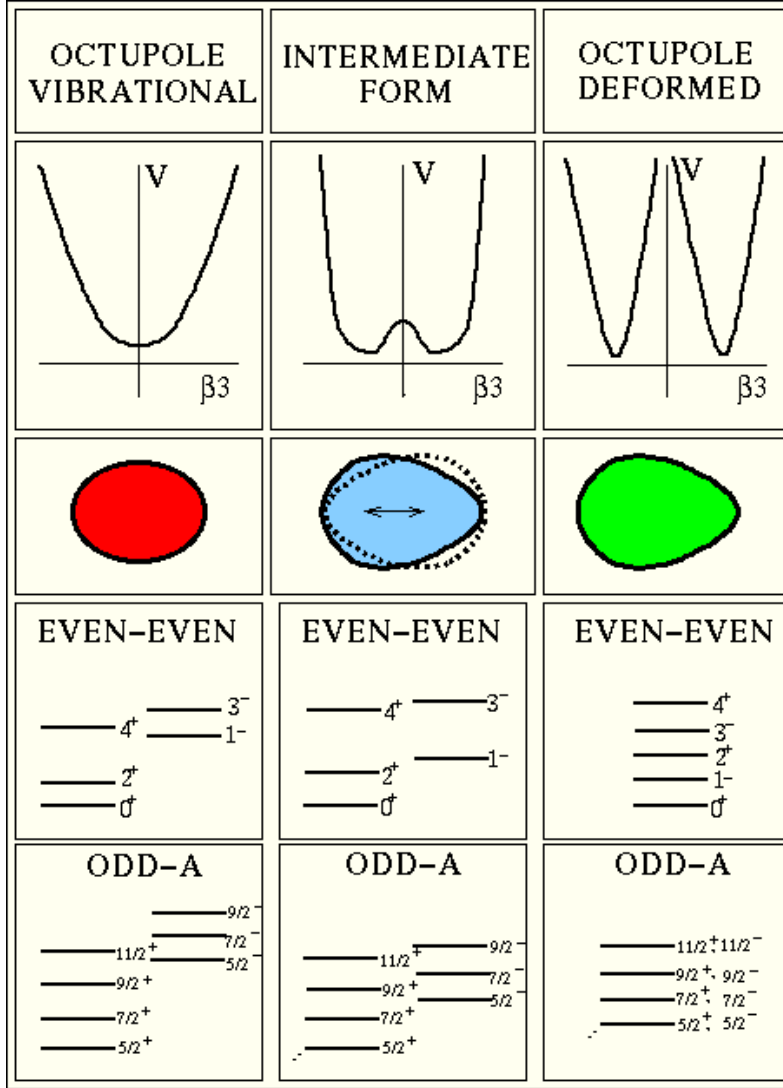 OCTUPOLE
VIBRATIONAL
INTERMEDIATE
FORM
OCTUPOLE
DEFORMED
V
β3
V
β3
V
β3
EVEN–EVEN
3⁻
4⁺
1⁻
2⁺
0⁺
EVEN–EVEN
3⁻
4⁺
1⁻
2⁺
0⁺
EVEN–EVEN
4⁺
3⁻
2⁺
1⁻
0⁺
ODD–A
9/2⁻
7/2⁻
11/2⁺
5/2⁻
9/2⁺
7/2⁺
5/2⁺
ODD–A
9/2⁻
11/2⁺
7/2⁻
9/2⁺
5/2⁻
7/2⁺
5/2⁺
ODD–A
11/2⁺, 11/2⁻
9/2⁺, 9/2⁻
7/2⁺, 7/2⁻
5/2⁺, 5/2⁻